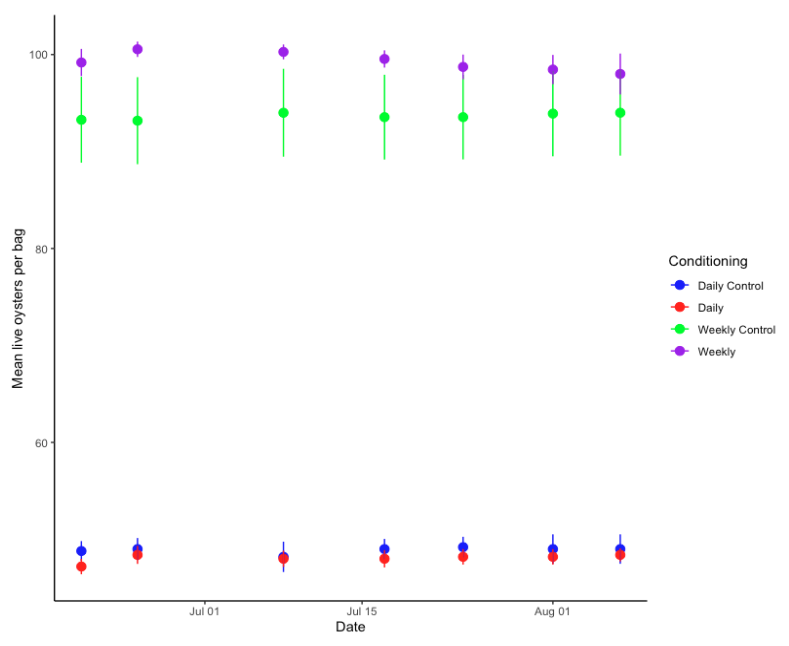 100
80
60
Mean live oysters per bag
Jul 01
Jul 15
Aug 01
Date
Conditioning
Daily Control
Daily
Weekly Control
Weekly